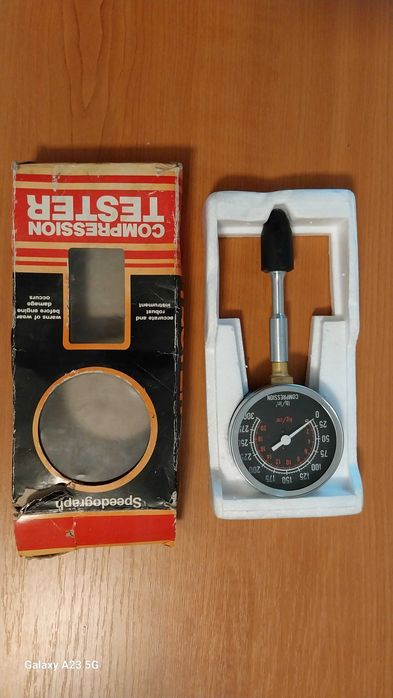 COMPRESSION
TESTER
accurate and
robust
instrument
warns of wear
before engine
damage
occurs
Speedograph
COMPRESSION
lb/in²
kg/cm²
0
25
50
75
100
125
150
175
200
225
250
275
300
Galaxy A23 5G